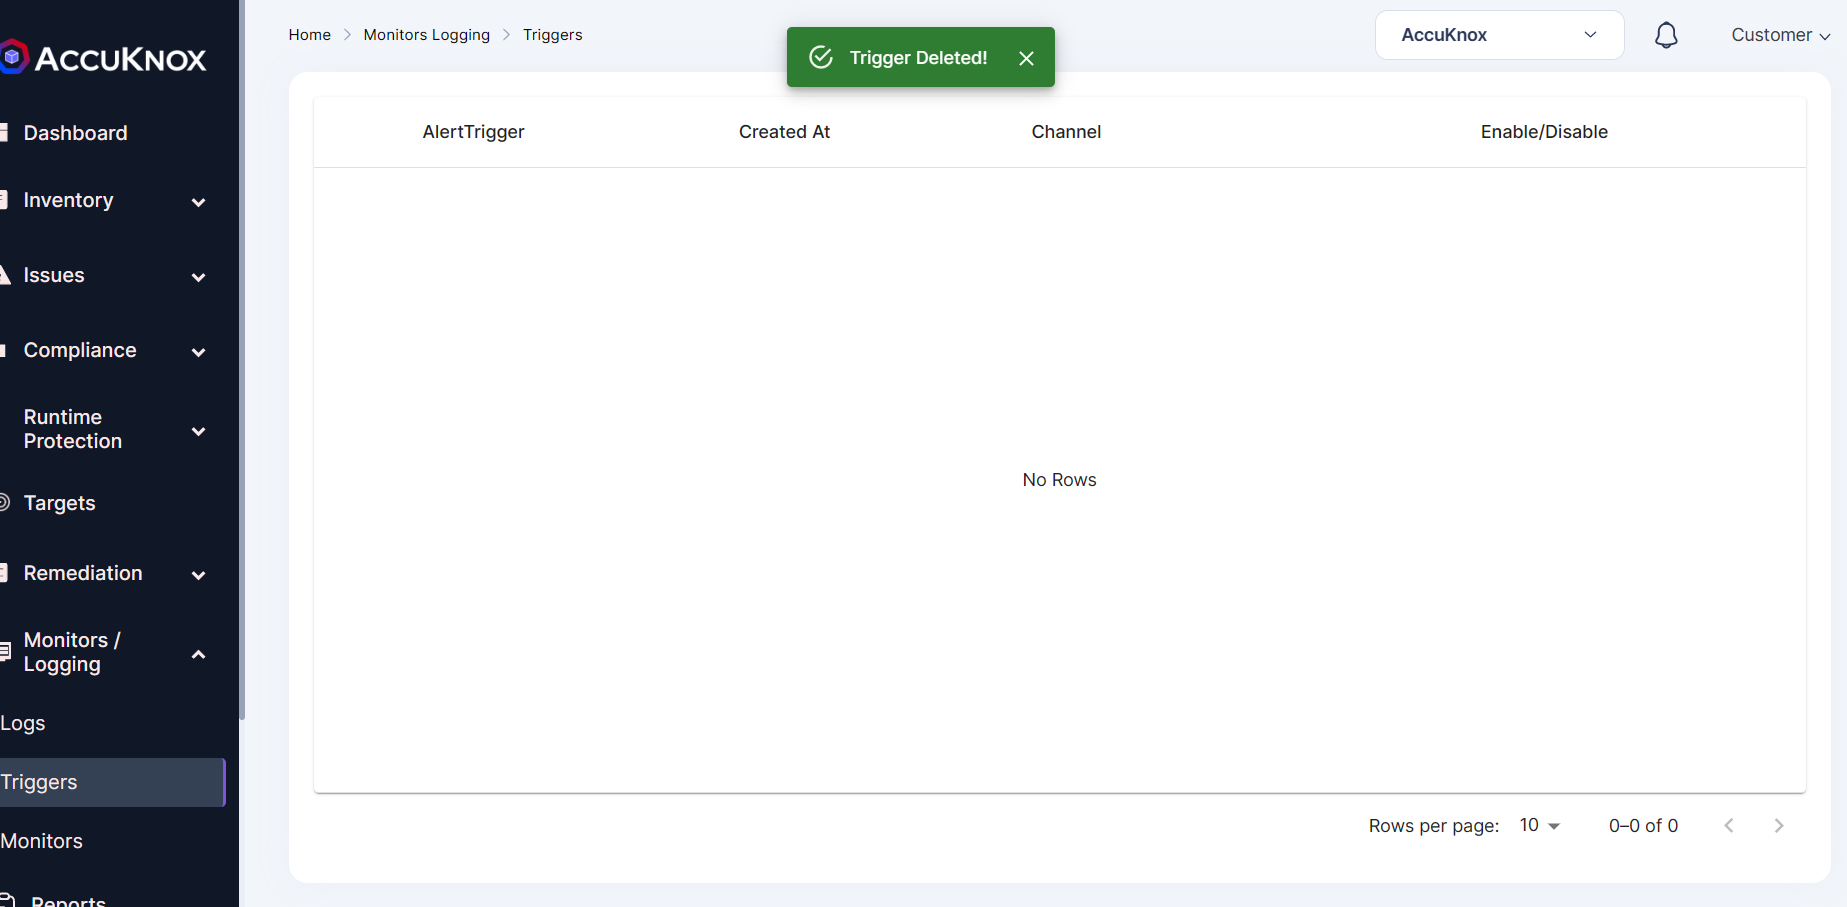 ACCUKNOX
Dashboard
Inventory
Issues
Compliance
Runtime
Protection
Targets
Remediation
Monitors /
Logging
Logs
Triggers
Monitors
Reports
Home > Monitors Logging > Triggers
Trigger Deleted!
AccuKnox
Customer
AlertTrigger Created At Channel Enable/Disable
No Rows
Rows per page: 10 0–0 of 0